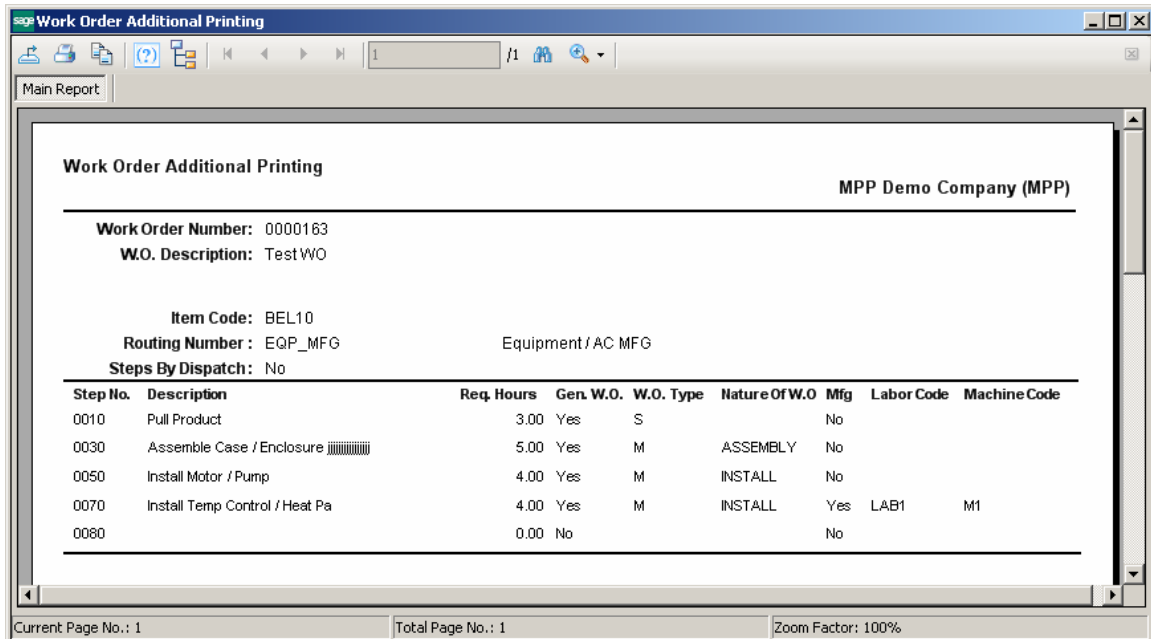 sage Work Order Additional Printing
1 /1
Main Report
Work Order Additional Printing
MPP Demo Company (MPP)
Work Order Number: 0000163
W.O. Description: Test WO
Item Code: BEL10
Routing Number : EQP_MFG Equipment / AC MFG
Steps By Dispatch: No
Step No. Description Req. Hours Gen. W.O. W.O. Type Nature Of W.O Mfg Labor Code Machine Code
0010 Pull Product 3.00 Yes S No
0030 Assemble Case / Enclosure 5.00 Yes M ASSEMBLY No
0050 Install Motor / Pump 4.00 Yes M INSTALL No
0070 Install Temp Control / Heat Pa 4.00 Yes M INSTALL Yes LAB1 M1
0080 0.00 No No
Current Page No.: 1 Total Page No.: 1 Zoom Factor: 100%